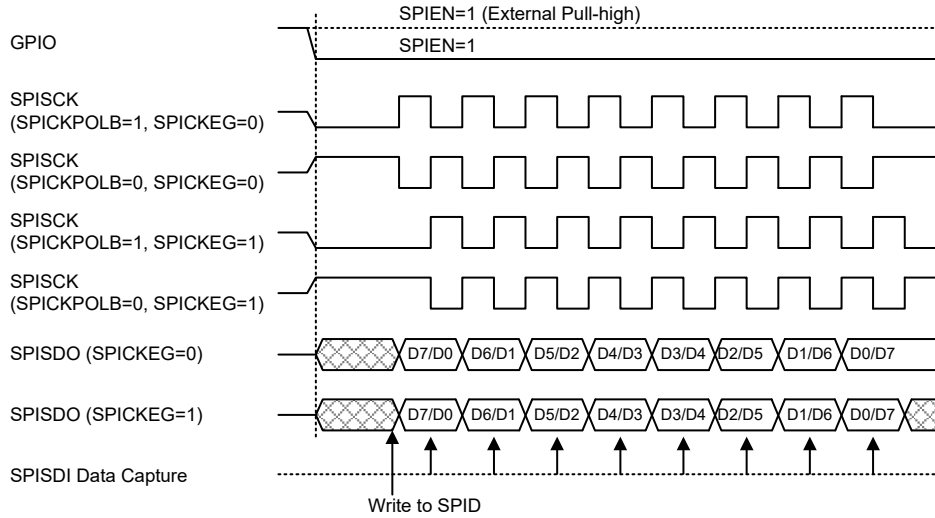 SPIEN=1 (External Pull-high)
GPIO
SPIEN=1
SPISCK
(SPICKPOLB=1, SPICKEG=0)
SPISCK
(SPICKPOLB=0, SPICKEG=0)
SPISCK
(SPICKPOLB=1, SPICKEG=1)
SPISCK
(SPICKPOLB=0, SPICKEG=1)
SPISDO (SPICKEG=0) D7/D0 D6/D1 D5/D2 D4/D3 D3/D4 D2/D5 D1/D6 D0/D7
SPISDO (SPICKEG=1) D7/D0 D6/D1 D5/D2 D4/D3 D3/D4 D2/D5 D1/D6 D0/D7
SPISDI Data Capture
Write to SPID